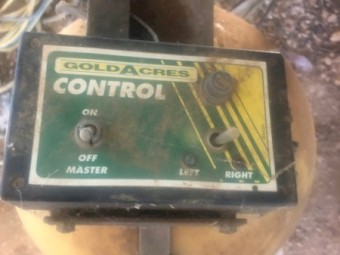 GOLDACRES
CONTROL
ON
OFF
MASTER
LEFT
RIGHT